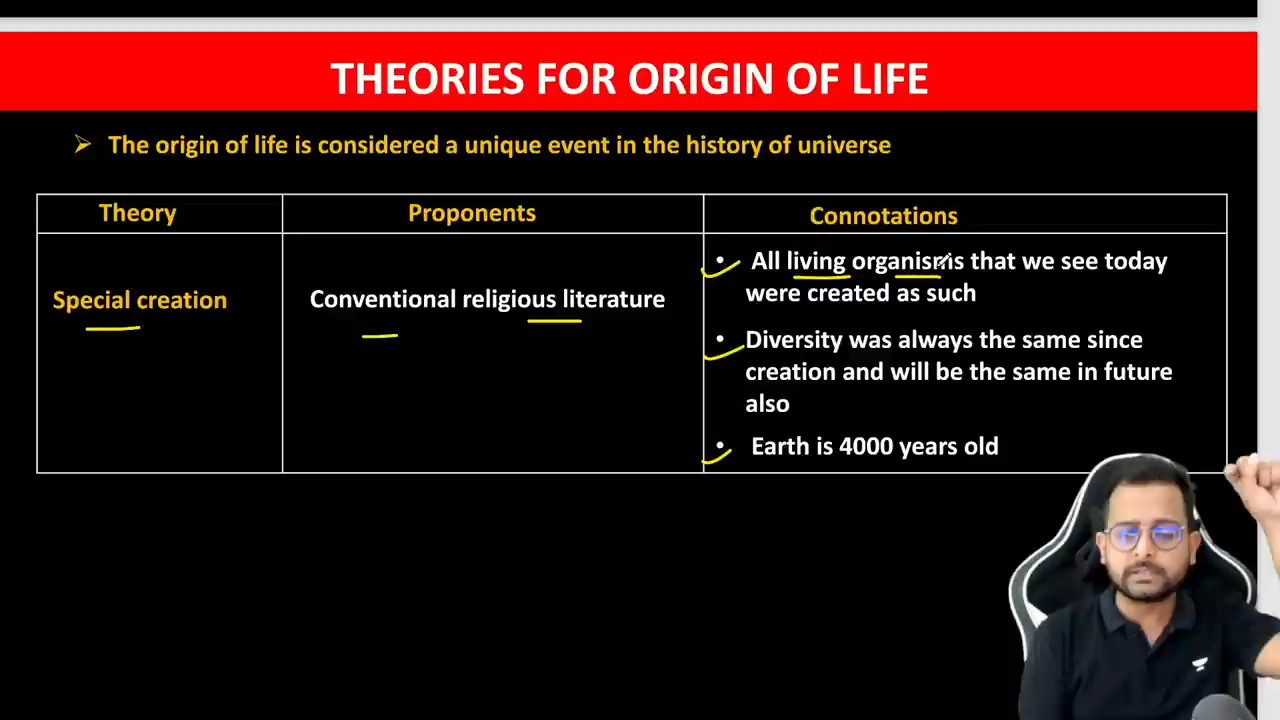 THEORIES FOR ORIGIN OF LIFE
➢ The origin of life is considered a unique event in the history of universe
Theory
Proponents
Connotations
Special creation
Conventional religious literature
• All living organisms that we see today
were created as such
• Diversity was always the same since
creation and will be the same in future
also
• Earth is 4000 years old